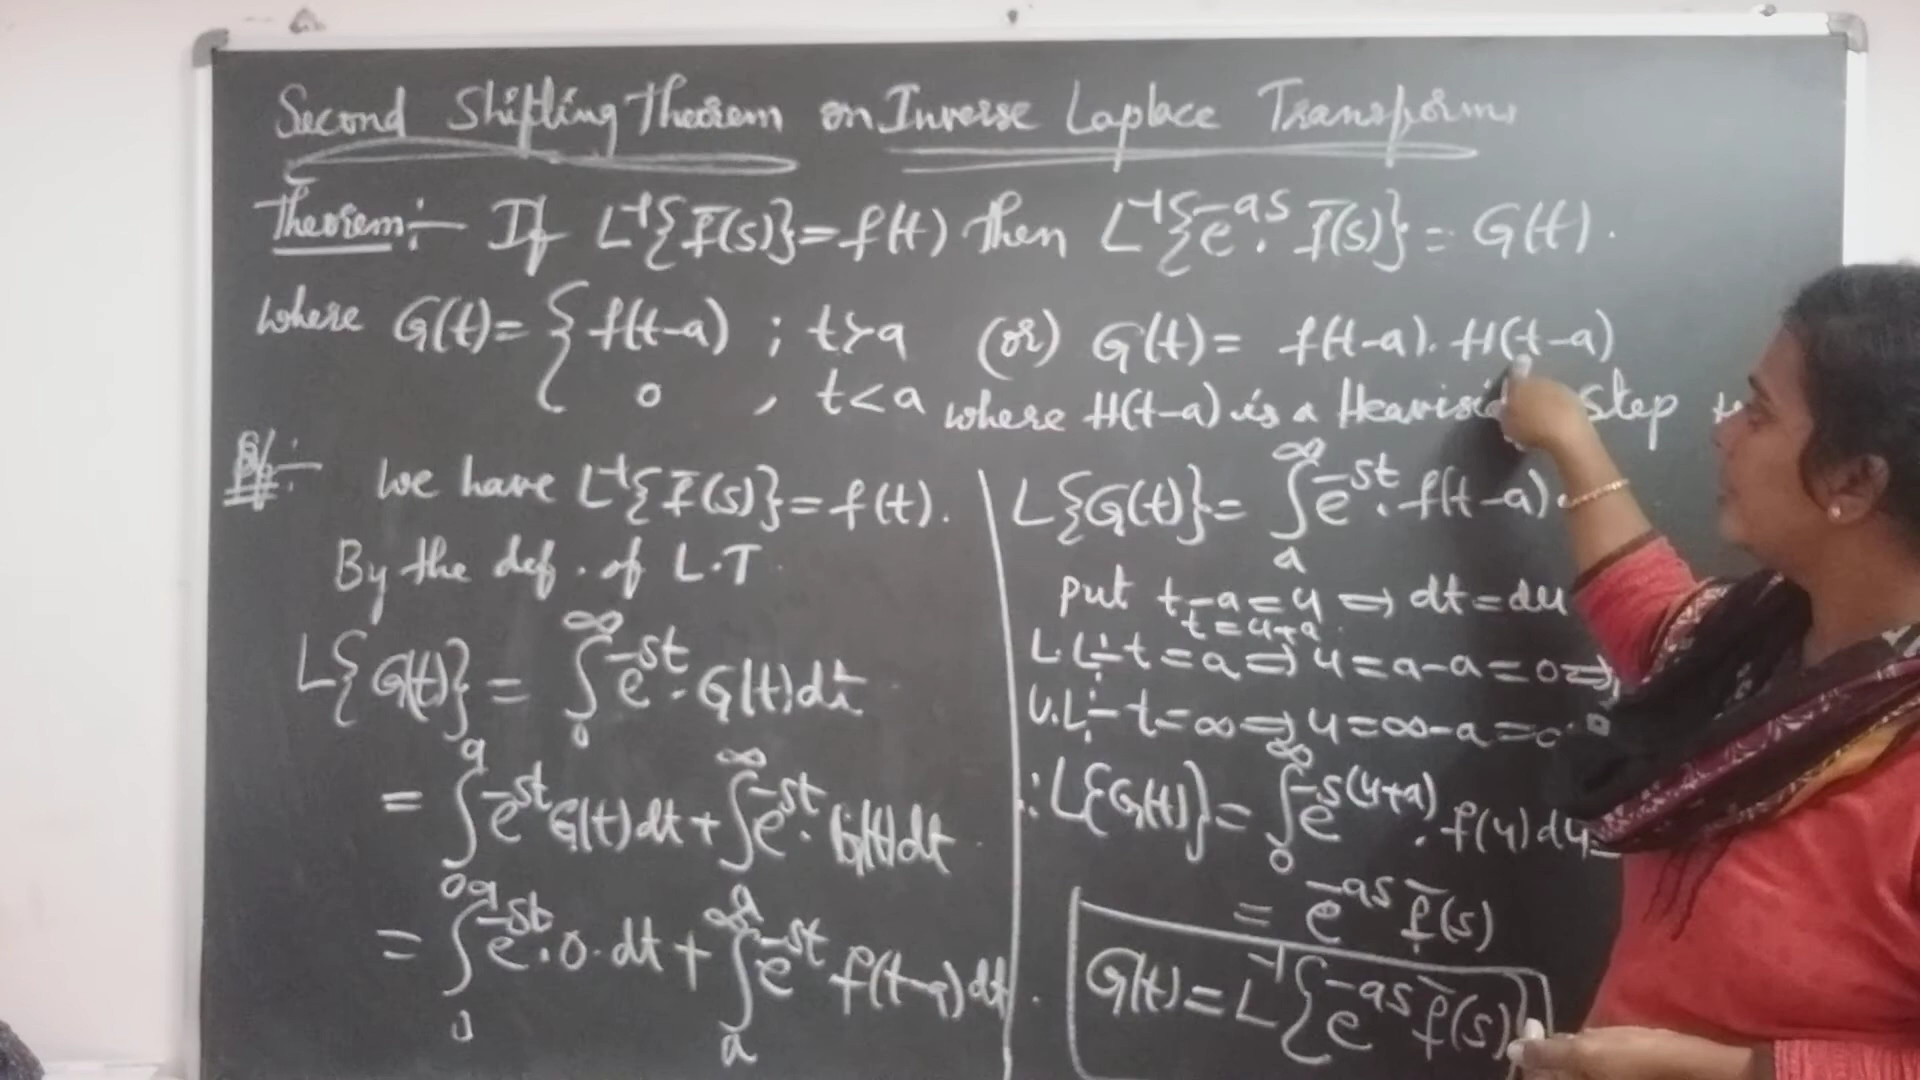 Second Shifting Theorem on Inverse Laplace Transforms
Theorem:- If L⁻¹{f̄(s)}=f(t) then L⁻¹{e⁻ᵃˢ. f̄(s)} = G(t).
where G(t)= { f(t-a) ; t>a (or) G(t)= f(t-a). H(t-a)
0 , t<a where H(t-a) is a Step
Pf:- We have L⁻¹{f̄(s)}=f(t).
By the def. of L.T
L{G(t)} = ∫₀^∞ e^-st. G(t)dt
= ∫₀^a e^-st G(t)dt + ∫ₐ^∞ e^-st. G(t)dt
= ∫₀^a e^-st. 0. dt + ∫ₐ^∞ e^-st f(t-a)dt.
L{G(t)}= ∫ₐ^∞ e^-st. f(t-a).
put t-a=u ⇒ dt=du
t=u+a
L.L:- t=a ⇒ u=a-a=0 ⇒
U.L:- t=∞ ⇒ u=∞-a=
∴ L{G(t)}= ∫₀^∞ e^-s(u+a). f(u)du
= e^-as f̄(s)
G(t)=L⁻¹{e^-as f̄(s)}